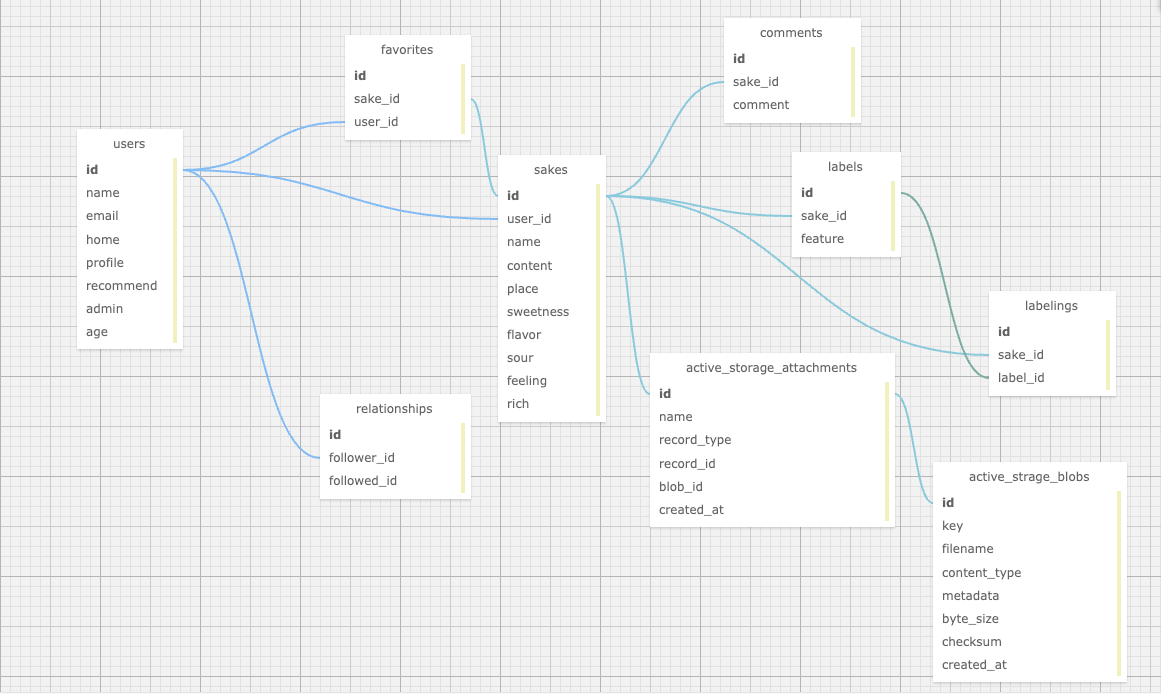 favorites
id
sake_id
user_id
comments
id
sake_id
comment
users
id
name
email
home
profile
recommend
admin
age
sakes
id
user_id
name
content
place
sweetness
flavor
sour
feeling
rich
labels
id
sake_id
feature
labelings
id
sake_id
label_id
relationships
id
follower_id
followed_id
active_storage_attachments
id
name
record_type
record_id
blob_id
created_at
active_strage_blobs
id
key
filename
content_type
metadata
byte_size
checksum
created_at